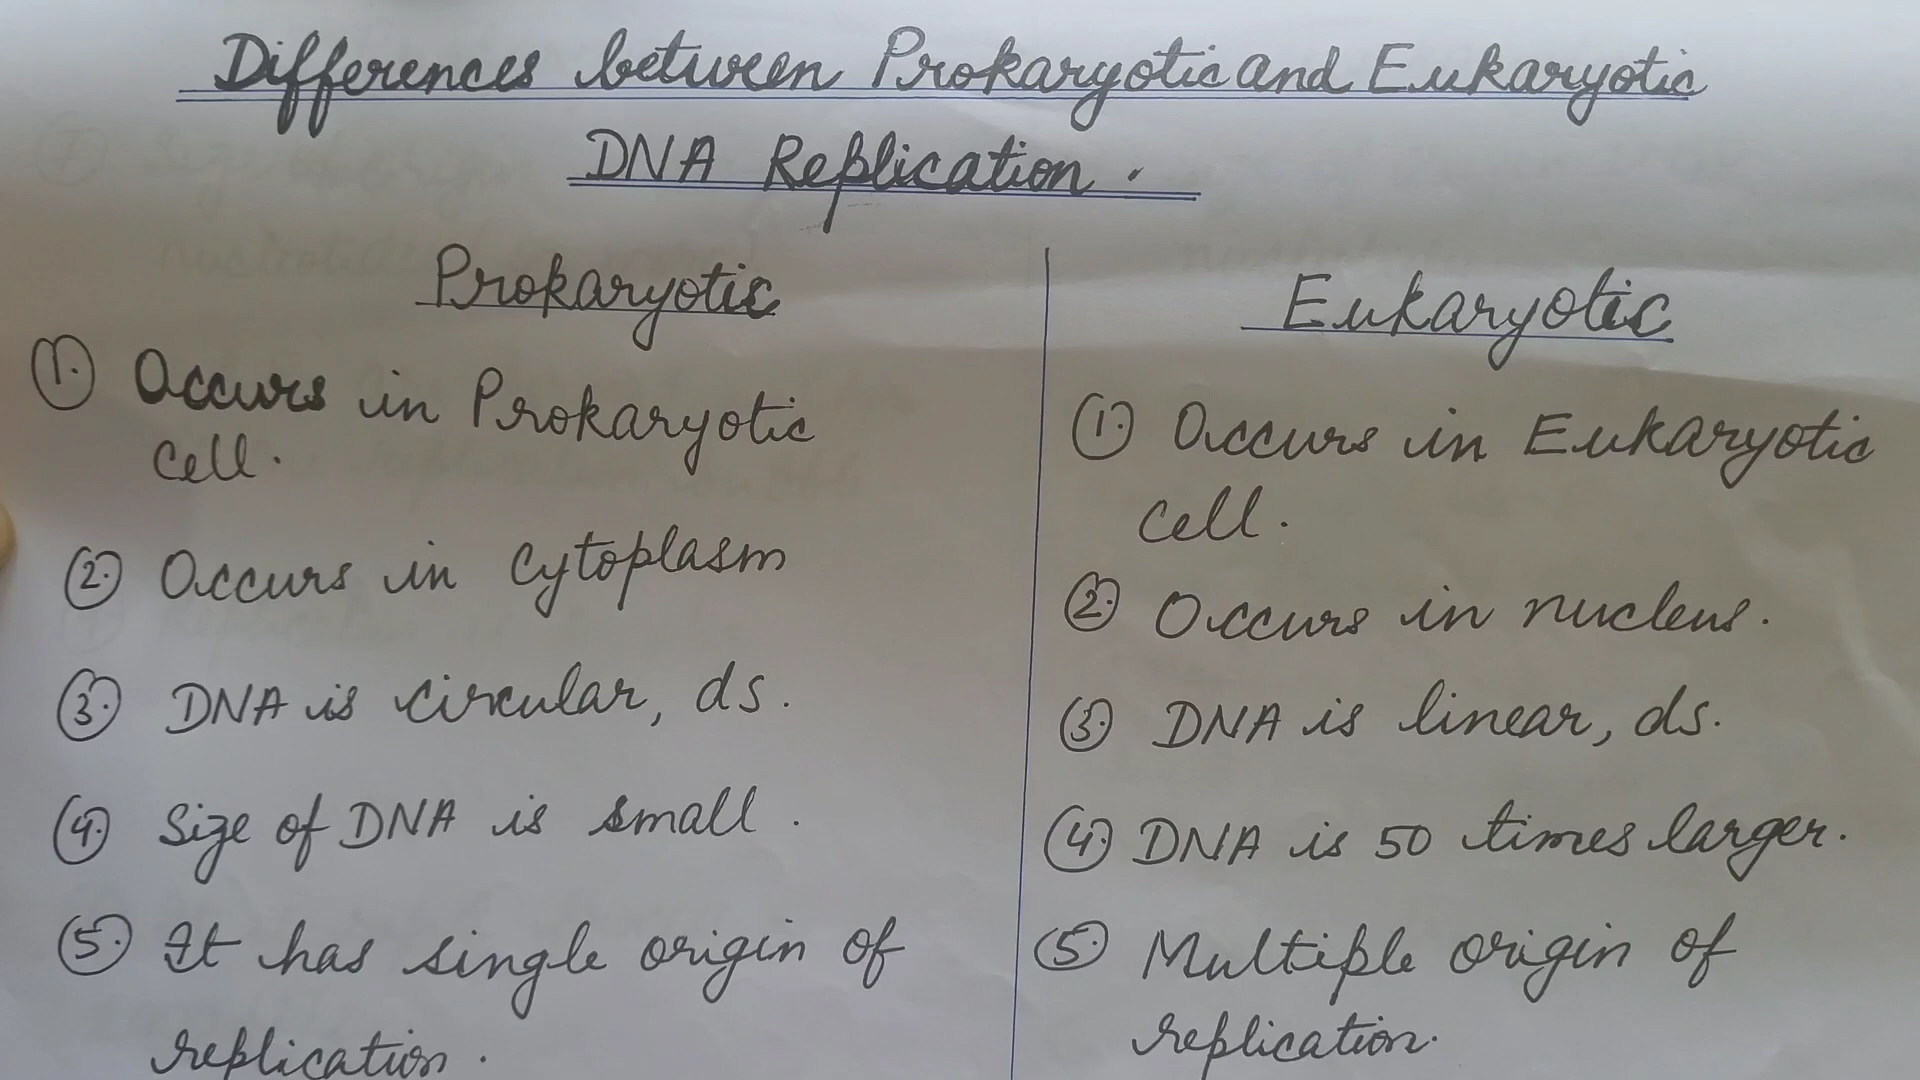 Differences between Prokaryotic and Eukaryotic
DNA Replication.
Prokaryotic
1. Occurs in Prokaryotic
cell.
2. Occurs in Cytoplasm
3. DNA is circular, ds.
4. Size of DNA is small.
5. It has single origin of
replication.
Eukaryotic
1. Occurs in Eukaryotic
cell.
2. Occurs in nucleus.
3. DNA is linear, ds.
4. DNA is 50 times larger.
5. Multiple origin of
replication.